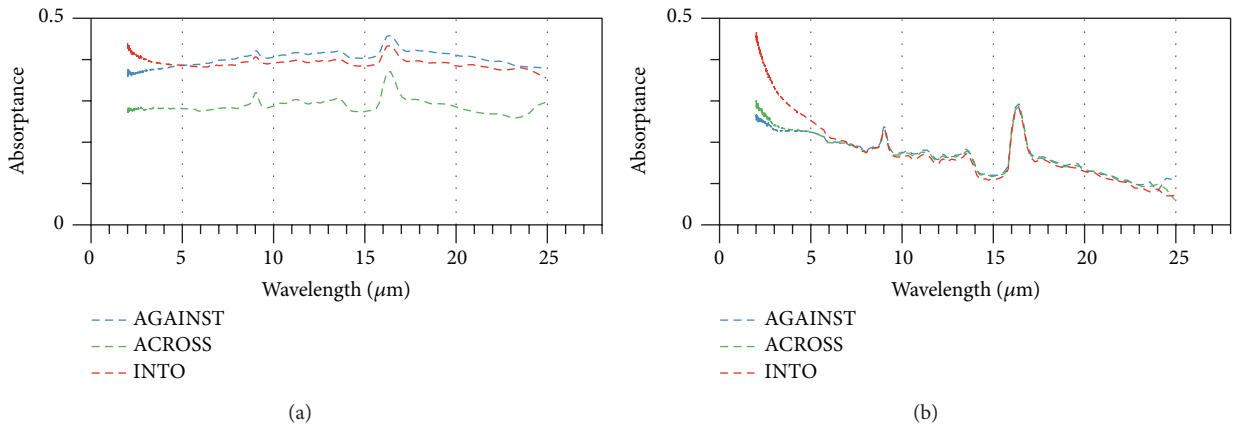 0.5
Absorptance
0
0 5 10 15 20 25
Wavelength (μm)
AGAINST
ACROSS
INTO
(a)
0.5
Absorptance
0
0 5 10 15 20 25
Wavelength (μm)
AGAINST
ACROSS
INTO
(b)